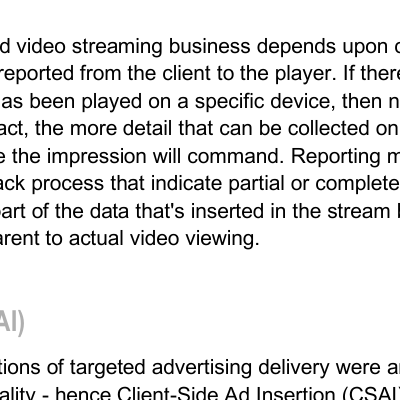 d video streaming business depends upon
reported from the client to the player. If ther
as been played on a specific device, then n
act, the more detail that can be collected on
e the impression will command. Reporting m
ack process that indicate partial or complete
art of the data that's inserted in the stream
arent to actual video viewing.
AI)
tions of targeted advertising delivery were a
ality - hence Client-Side Ad Insertion (CSAI